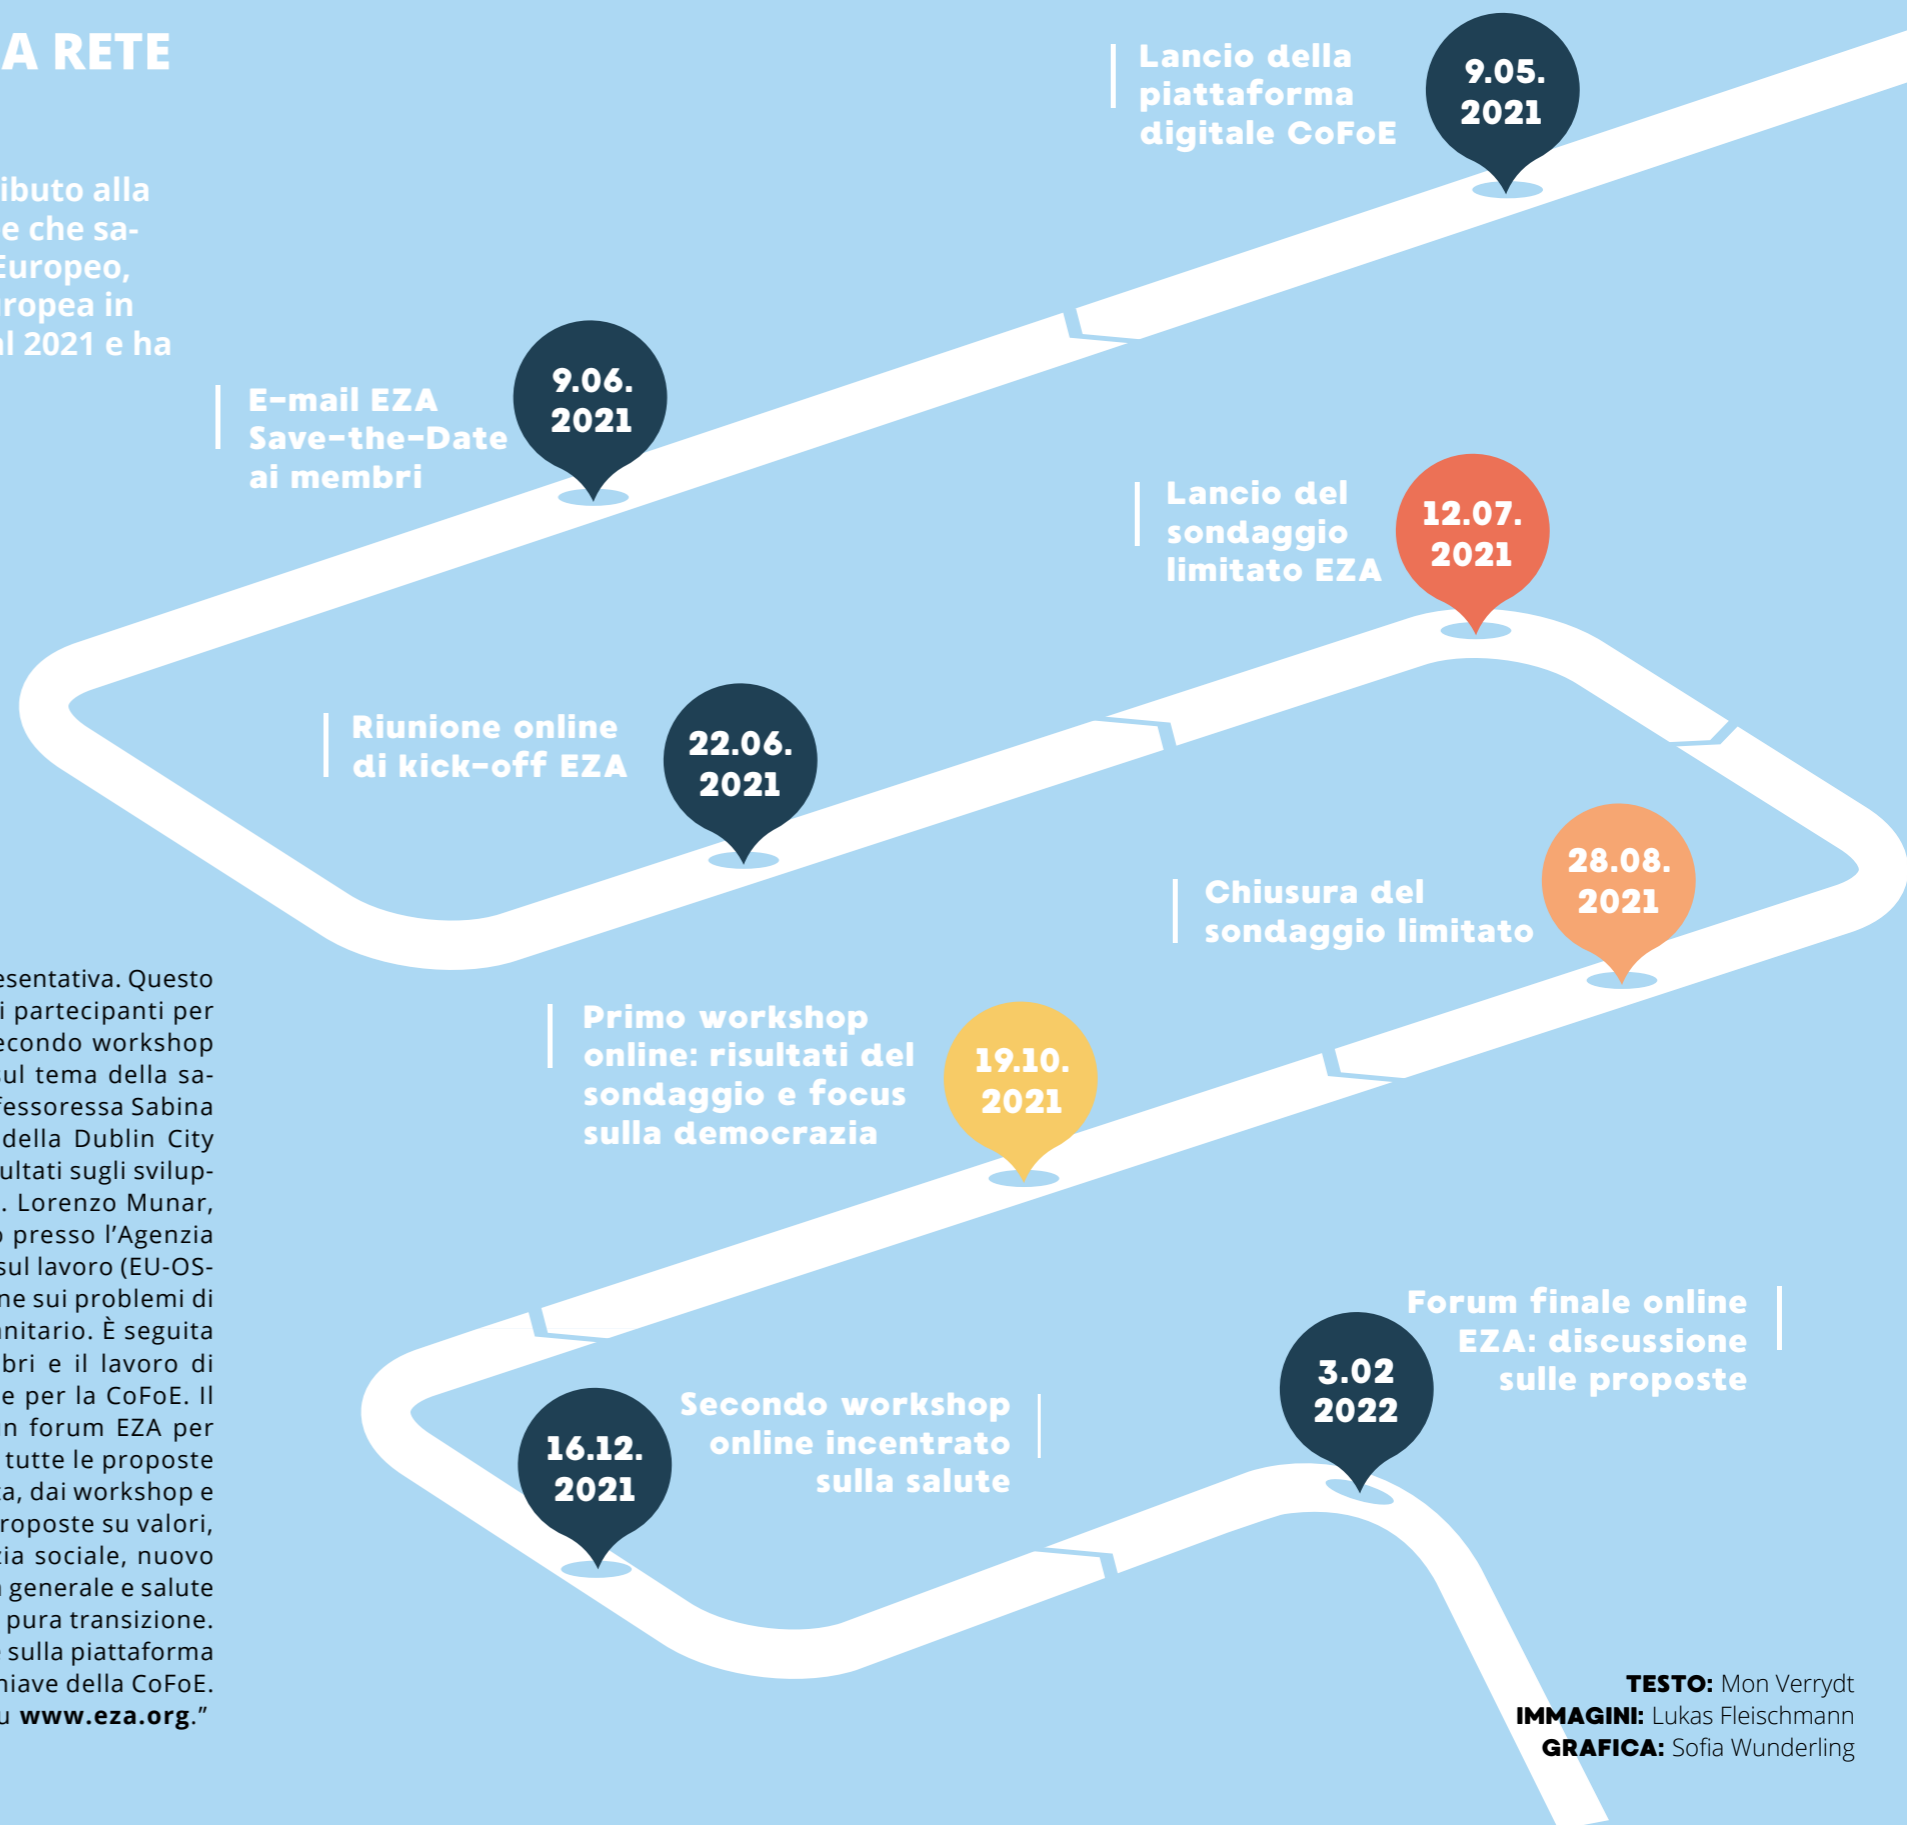 A RETE
ibuto alla
e che sa-
Europeo,
ropea in
al 2021 e ha
Lancio della
piattaforma
digitale CoFoE
9.05.
2021
E-mail EZA
Save-the-Date
ai membri
9.06.
2021
Riunione online
di kick-off EZA
22.06.
2021
Lancio del
sondaggio
limitato EZA
12.07.
2021
Chiusura del
sondaggio limitato
28.08.
2021
Primo workshop
online: risultati del
sondaggio e focus
sulla democrazia
19.10.
2021
16.12.
2021
Secondo workshop
online incentrato
sulla salute
3.02
2022
Forum finale online
EZA: discussione
sulle proposte
esentativa. Questo
i partecipanti per
econdo workshop
sul tema della sa-
fessoressa Sabina
della Dublin City
ultati sugli svilup-
. Lorenzo Munar,
o presso l'Agenzia
sul lavoro (EU-OS-
ne sui problemi di
anitario. È seguita
bri e il lavoro di
e per la CoFoE. Il
n forum EZA per
tutte le proposte
ta, dai workshop e
roposte su valori,
zia sociale, nuovo
n generale e salute
pura transizione.
e sulla piattaforma
hiave della CoFoE.
u www.eza.org."
TESTO: Mon Verrydt
IMMAGINI: Lukas Fleischmann
GRAFICA: Sofia Wunderling